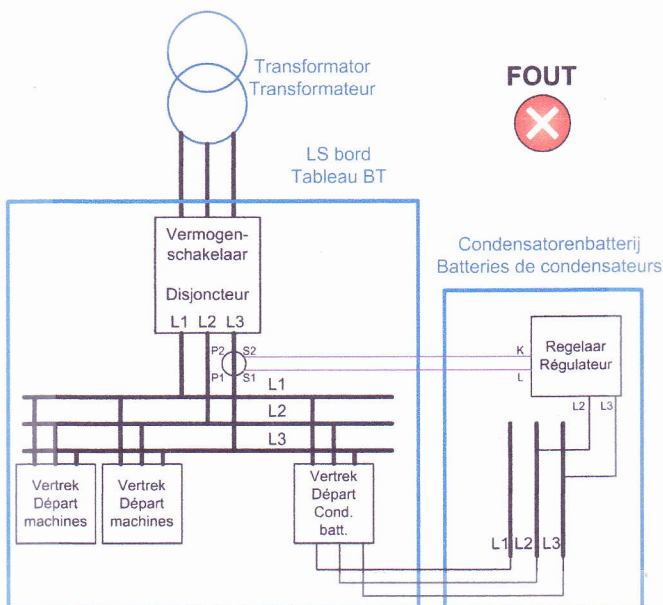 Transformator
Transformateur
FOUT
LS bord
Tableau BT
Vermogen-
schakelaar
Disjoncteur
L1 L2 L3
Condensatorenbatterij
Batteries de condensateurs
P2 S2
P1 S1
K
L
Regelaar
Régulateur
L2 L3
L1
L2
L3
Vertrek
Départ
machines
Vertrek
Départ
machines
Vertrek
Départ
Cond.
batt.
L1 L2 L3